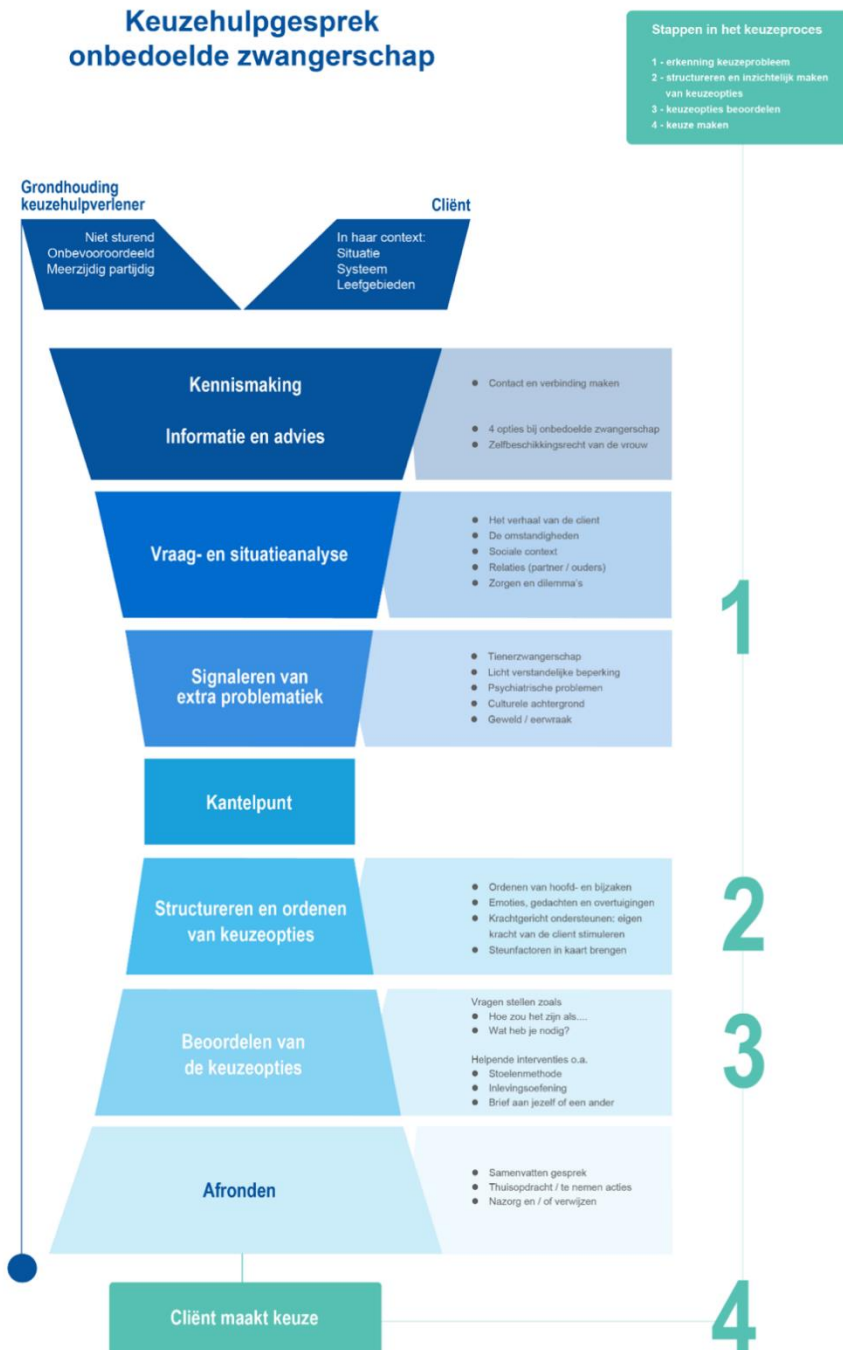 Keuzehulpgesprek
onbedoelde zwangerschap
Stappen in het keuzeproces
1 - erkenning keuzeprobleem
2 - structureren en inzichtelijk maken
van keuzeopties
3 - keuzeopties beoordelen
4 - keuze maken
Grondhouding
keuzehulpverlener
Niet sturend
Onbevooroordeeld
Meerzijdig partijdig
Cliënt
In haar context:
Situatie
Systeem
Leefgebieden
Kennismaking
Informatie en advies
● Contact en verbinding maken
● 4 opties bij onbedoelde zwangerschap
● Zelfbeschikkingsrecht van de vrouw
Vraag- en situatieanalyse
● Het verhaal van de client
● De omstandigheden
● Sociale context
● Relaties (partner / ouders)
● Zorgen en dilemma's
1
Signaleren van
extra problematiek
● Tienerzwangerschap
● Licht verstandelijke beperking
● Psychiatrische problemen
● Culturele achtergrond
● Geweld / eerwraak
Kantelpunt
Structureren en ordenen
van keuzeopties
● Ordenen van hoofd- en bijzaken
● Emoties, gedachten en overtuigingen
● Krachtgericht ondersteunen: eigen
kracht van de client stimuleren
● Steunfactoren in kaart brengen
2
Beoordelen van
de keuzeopties
Vragen stellen zoals
● Hoe zou het zijn als....
● Wat heb je nodig?
Helpende interventies o.a.
● Stoelenmethode
● Inlevingsoefening
● Brief aan jezelf of een ander
3
Afronden
● Samenvatten gesprek
● Thuisopdracht / te nemen acties
● Nazorg en / of verwijzen
Cliënt maakt keuze
4